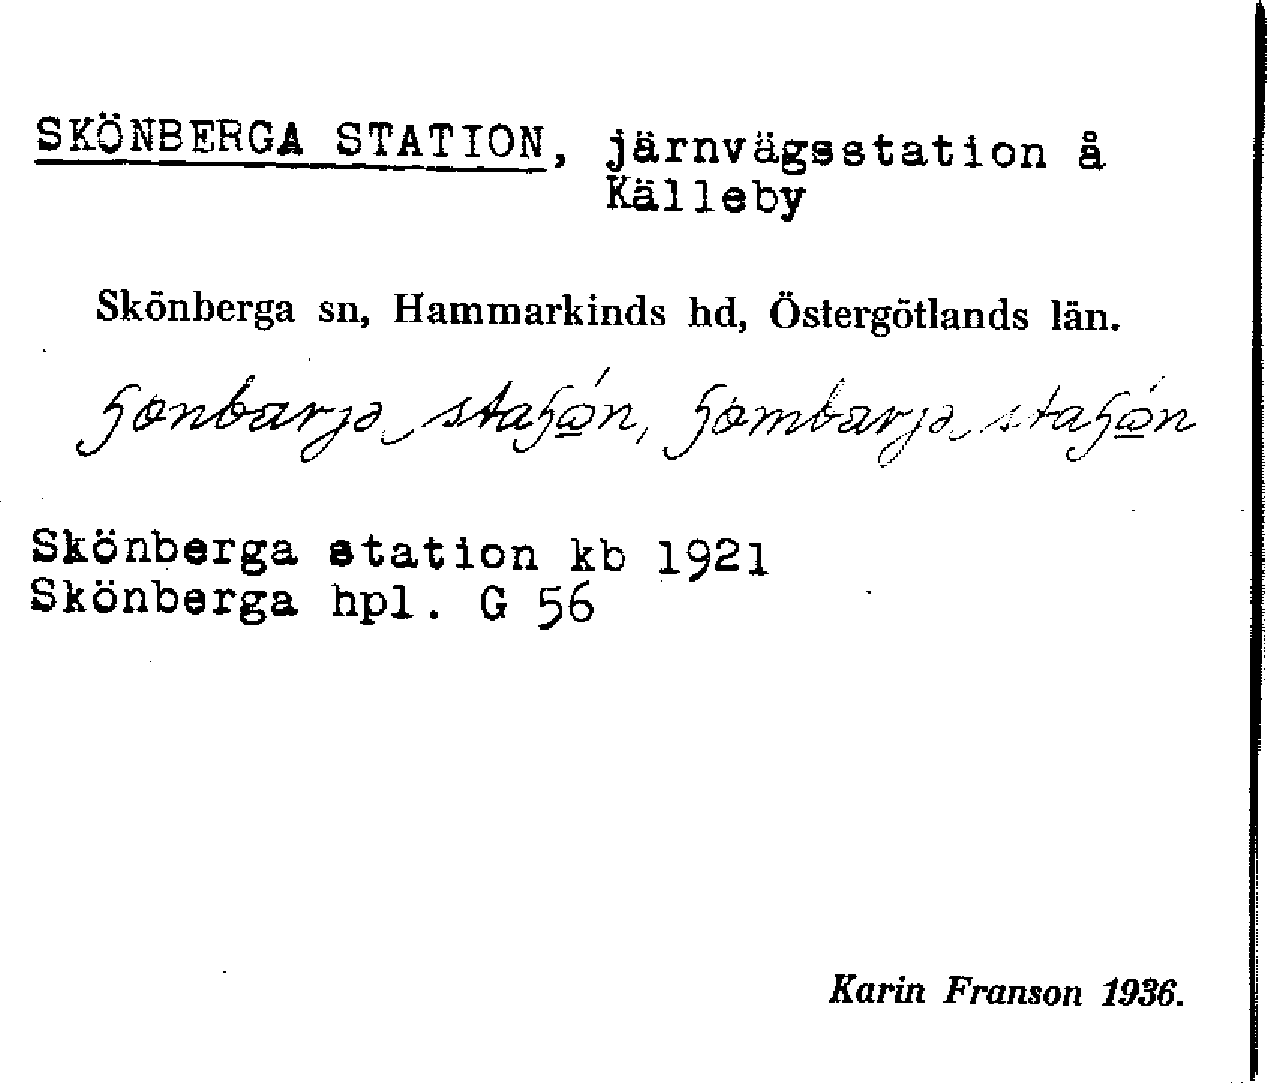 SKÖNBERGA STATION, järnvägsstation å
Källeby
Skönberga sn, Hammarkinds hd, Östergötlands län.
Skönberga station kb 1921
Skönberga hpl. G 56
Karin Franson 1936.